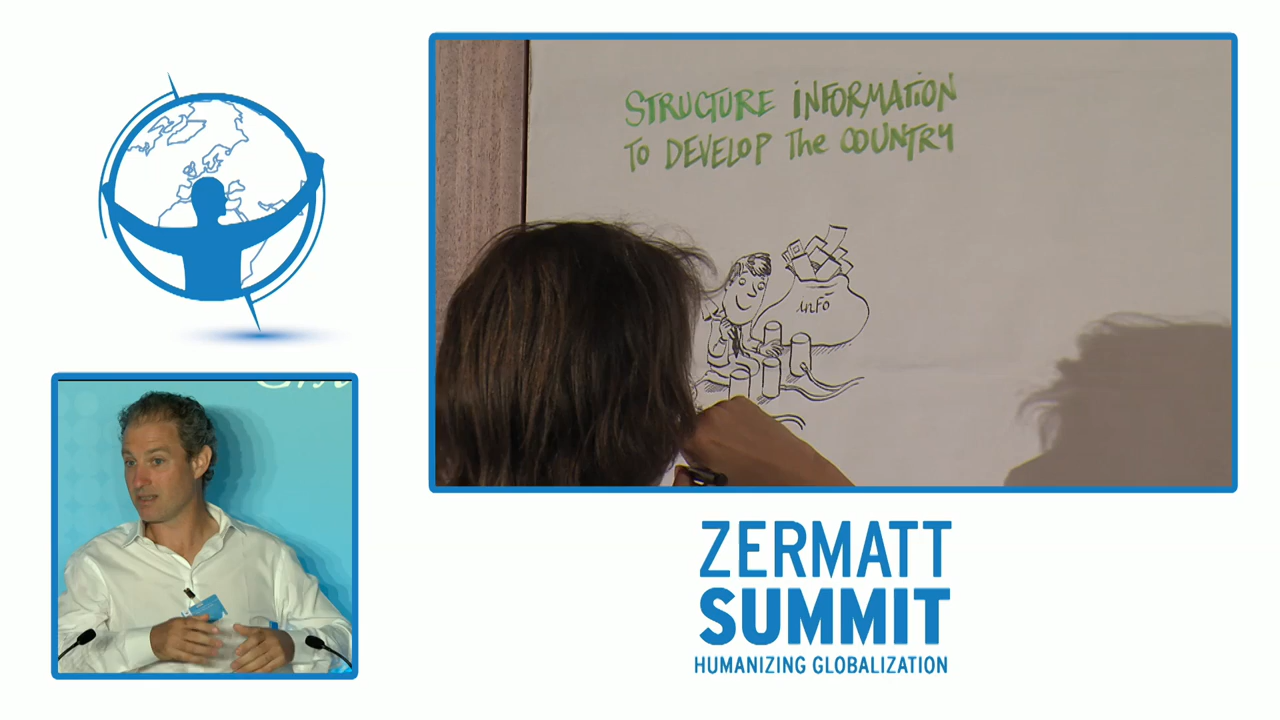 STRUCTURE iNFORMATiON
TO DEVELOP The COUNTRY
info
ZERMATT
SUMMIT
HUMANIZING GLOBALIZATION